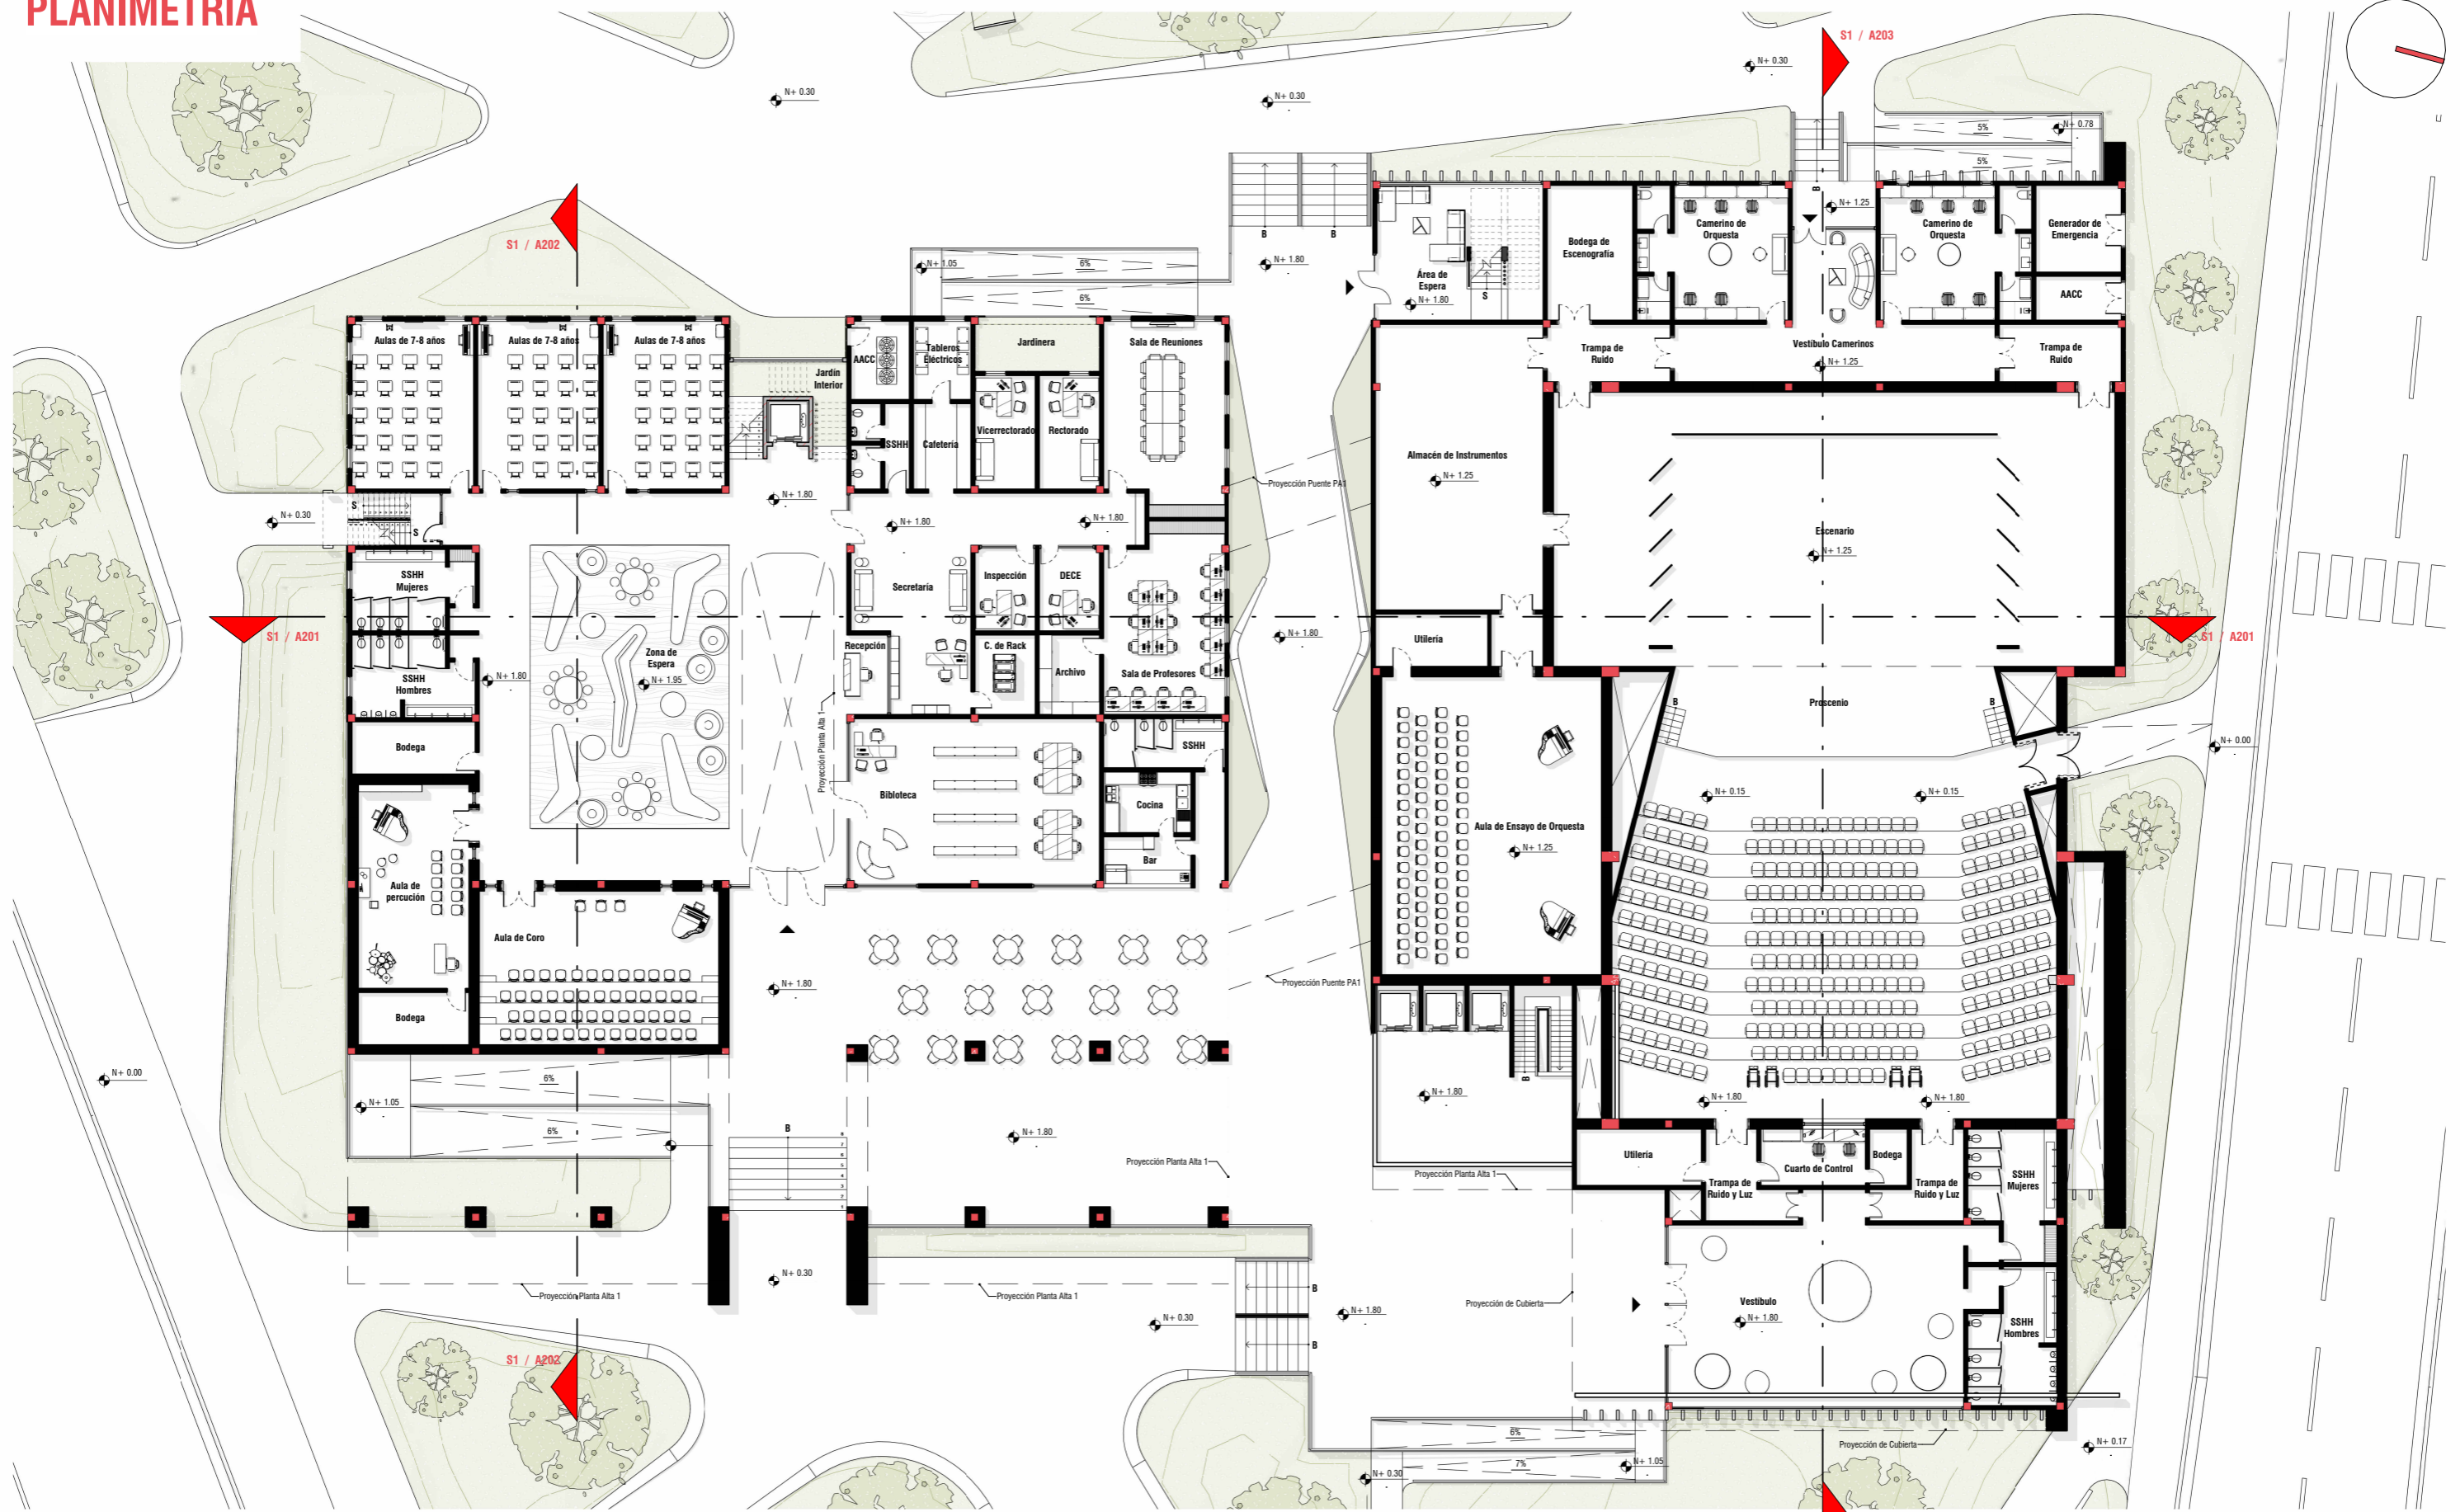 PLANIMETRÍA
S1 / A203
N+ 0.30
N+ 0.30
N+ 0.30
5%
N+ 0.78
5%
B
S1 / A202
B
B
N+ 1.80
N+ 1.05
6%
6%
Área de
Espera
N+ 1.80
S
Bodega de
Escenografía
Camerino de
Orquesta
N+ 1.25
Camerino de
Orquesta
Generador de
Emergencia
AACC
Aulas de 7-8 años
Aulas de 7-8 años
Aulas de 7-8 años
Jardín
Interior
AACC
Tableros
Eléctricos
Jardinera
Sala de Reuniones
Trampa de
Ruido
Vestíbulo Camerinos
N+ 1.25
Trampa de
Ruido
SSHH
Cafetería
Vicerrectorado
Rectorado
Almacén de Instrumentos
N+ 1.25
Proyección Puente PA1
N+ 0.30
S
S
N+ 1.80
N+ 1.80
N+ 1.80
Escenario
N+ 1.25
SSHH
Mujeres
Secretaría
Inspección
DECE
S1 / A201
N+ 1.80
Utilería
S1 / A201
SSHH
Hombres
N+ 1.80
Zona de
Espera
N+ 1.95
Recepción
C. de Rack
Archivo
Sala de Profesores
Proyección Planta Alta 1
Bodega
B
Proscenio
B
N+ 0.00
SSHH
Bibloteca
Cocina
Bar
N+ 0.15
N+ 0.15
Aula de Ensayo de Orquesta
N+ 1.25
Aula de
percución
Aula de Coro
Bodega
N+ 1.80
Proyección Puente PA1
N+ 0.00
6%
N+ 1.05
6%
B
N+ 1.80
Proyección Planta Alta 1
B
N+ 1.80
Proyección Planta Alta 1
N+ 1.80
N+ 1.80
Utilería
Trampa de
Ruido y Luz
Cuarto de Control
Bodega
Trampa de
Ruido y Luz
SSHH
Mujeres
N+ 0.30
Proyección Planta Alta 1
Proyección Planta Alta 1
B
B
N+ 0.30
N+ 1.80
Proyección de Cubierta
Vestíbulo
N+ 1.80
SSHH
Hombres
S1 / A202
6%
7%
N+ 1.05
N+ 0.30
Proyección de Cubierta
N+ 0.17